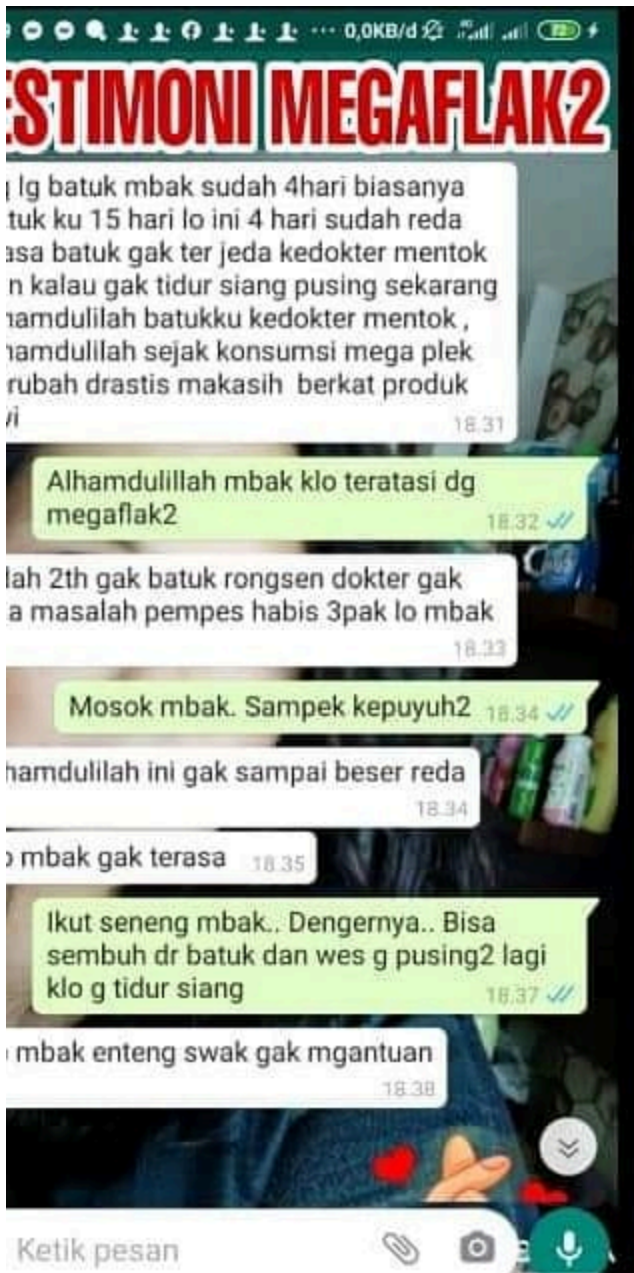 0,0KB/d
72
ESTIMONI MEGAFLAK2
lg batuk mbak sudah 4hari biasanya
tuk ku 15 hari lo ini 4 hari sudah reda
asa batuk gak ter jeda kedokter mentok
n kalau gak tidur siang pusing sekarang
hamdulilah batukku kedokter mentok ,
hamdulilah sejak konsumsi mega plek
rubah drastis makasih berkat produk
18.31
Alhamdulillah mbak klo teratasi dg
megaflak2
18.32
lah 2th gak batuk rongsen dokter gak
a masalah pempes habis 3pak lo mbak
18.33
Mosok mbak. Sampek kepuyuh2 18.34
hamdulilah ini gak sampai beser reda
18.34
mbak gak terasa 18.35
Ikut seneng mbak.. Dengernya.. Bisa
sembuh dr batuk dan wes g pusing2 lagi
klo g tidur siang
18.37
mbak enteng swak gak mgantuan
18.38
Ketik pesan